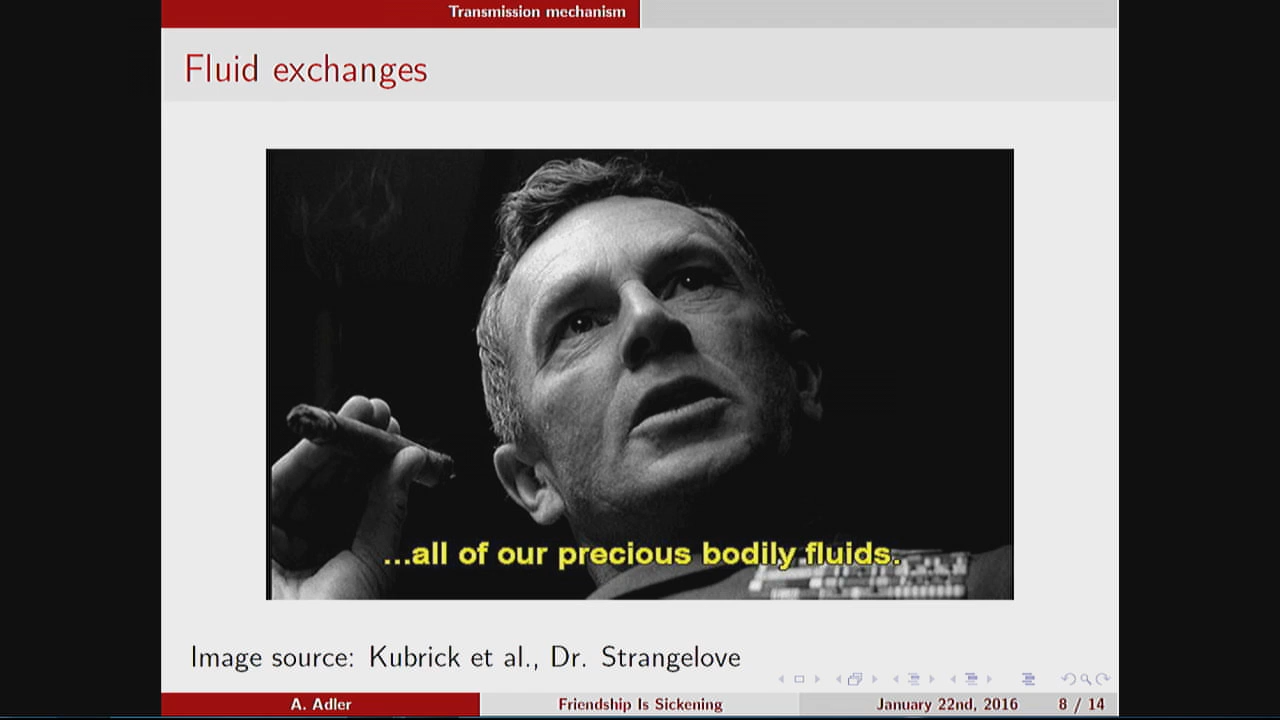 Transmission mechanism
Fluid exchanges
...all of our precious bodily fluids.
Image source: Kubrick et al., Dr. Strangelove
A. Adler
Friendship Is Sickening
January 22nd, 2016
8 / 14